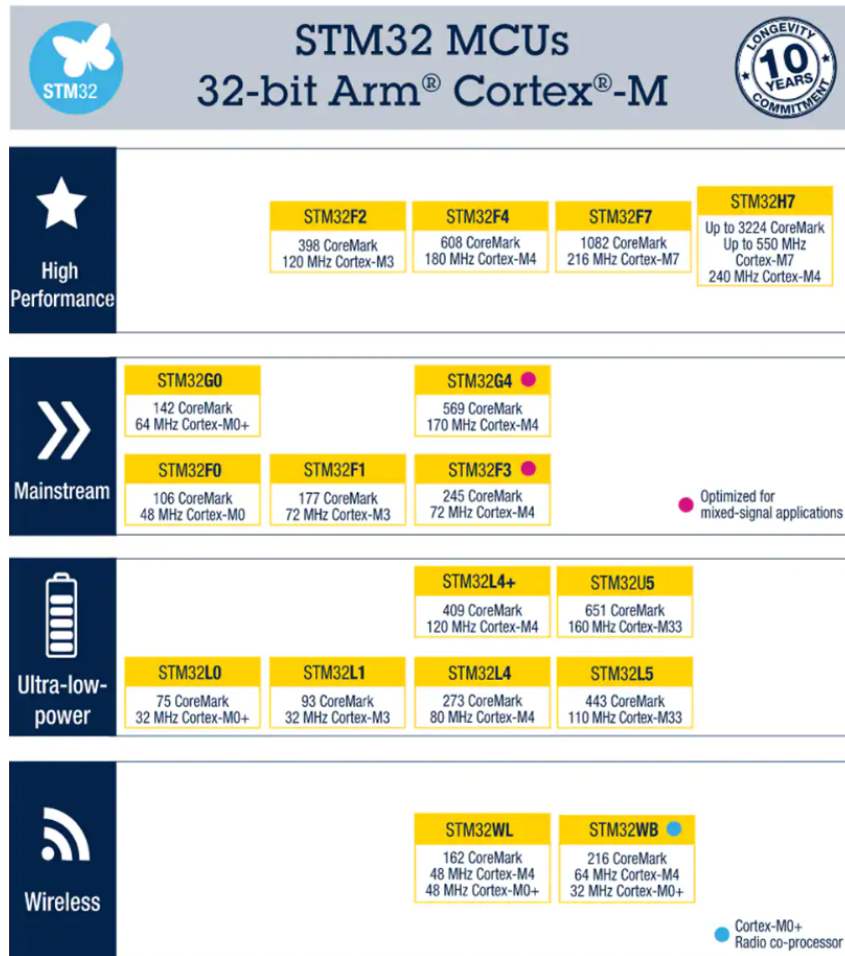 STM32 MCUs
32-bit Arm® Cortex®-M
STM32
LONGEVITY
10
YEARS
COMMITMENT
High
Performance
STM32F2
398 CoreMark
120 MHz Cortex-M3
STM32F4
608 CoreMark
180 MHz Cortex-M4
STM32F7
1082 CoreMark
216 MHz Cortex-M7
STM32H7
Up to 3224 CoreMark
Up to 550 MHz
Cortex-M7
240 MHz Cortex-M4
Mainstream
STM32G0
142 CoreMark
64 MHz Cortex-M0+
STM32G4
569 CoreMark
170 MHz Cortex-M4
STM32F0
106 CoreMark
48 MHz Cortex-M0
STM32F1
177 CoreMark
72 MHz Cortex-M3
STM32F3
245 CoreMark
72 MHz Cortex-M4
Optimized for
mixed-signal applications
Ultra-low-
power
STM32L4+
409 CoreMark
120 MHz Cortex-M4
STM32U5
651 CoreMark
160 MHz Cortex-M33
STM32L0
75 CoreMark
32 MHz Cortex-M0+
STM32L1
93 CoreMark
32 MHz Cortex-M3
STM32L4
273 CoreMark
80 MHz Cortex-M4
STM32L5
443 CoreMark
110 MHz Cortex-M33
Wireless
STM32WL
162 CoreMark
48 MHz Cortex-M4
48 MHz Cortex-M0+
STM32WB
216 CoreMark
64 MHz Cortex-M4
32 MHz Cortex-M0+
Cortex-M0+
Radio co-processor